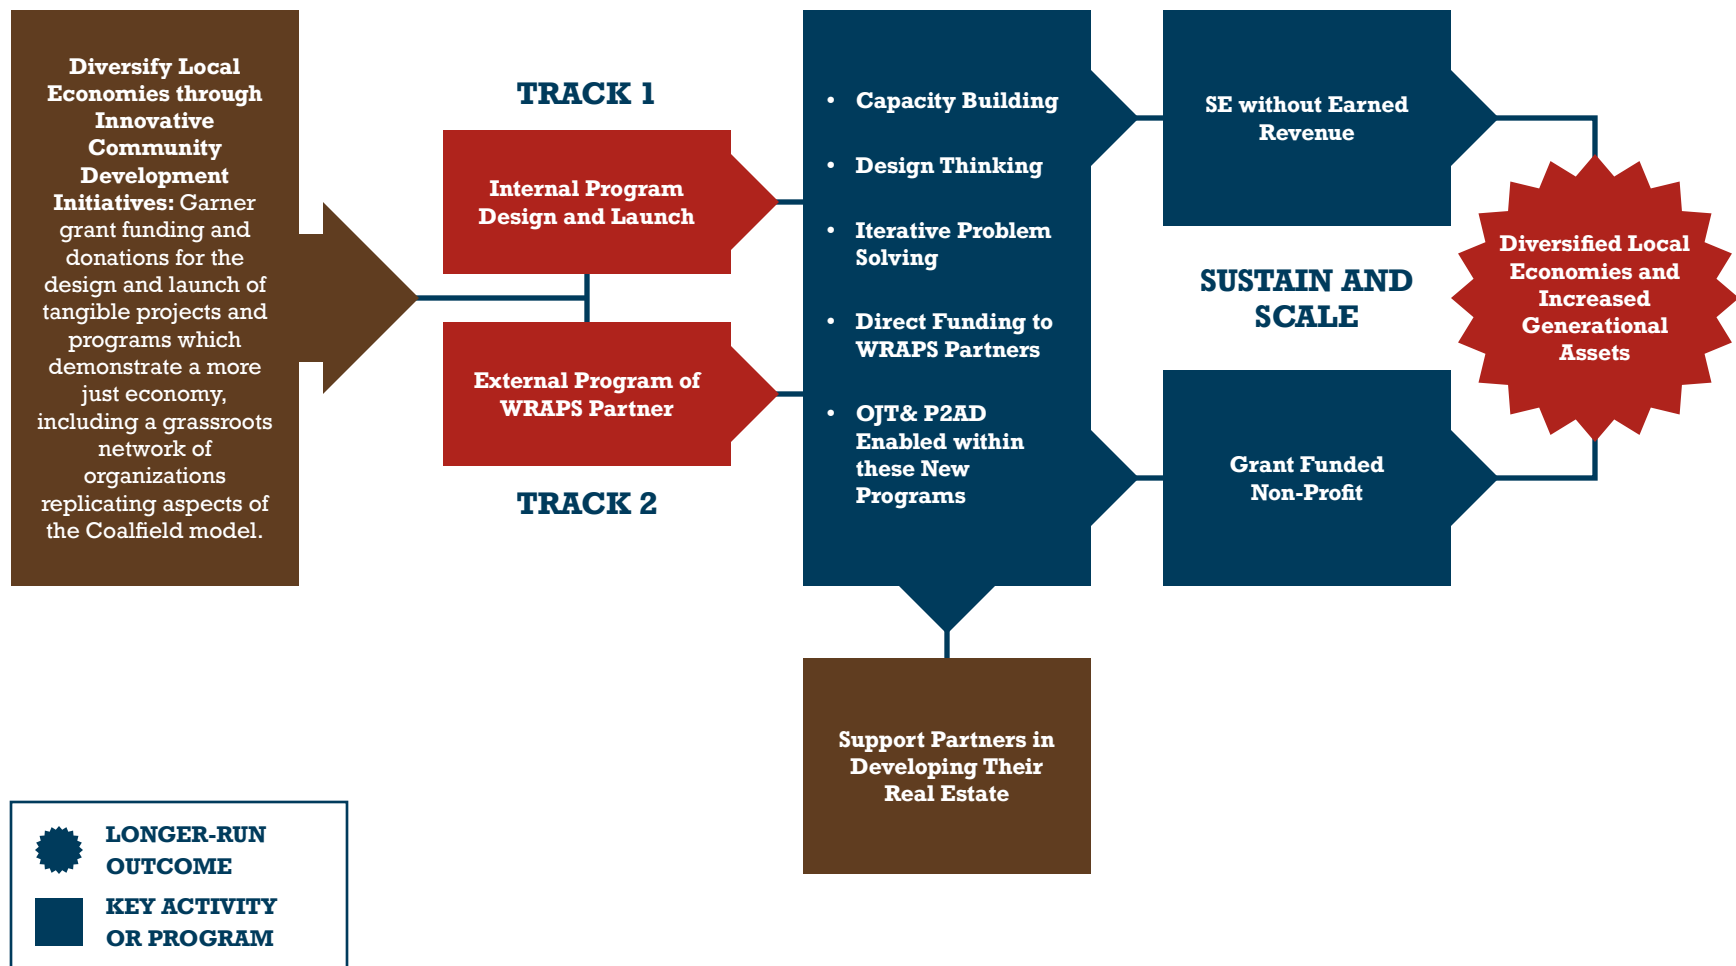 Diversify Local
Economies through
Innovative
Community
Development
Initiatives: Garner
grant funding and
donations for the
design and launch of
tangible projects and
programs which
demonstrate a more
just economy,
including a grassroots
network of
organizations
replicating aspects of
the Coalfield model.
TRACK 1
Internal Program
Design and Launch
External Program of
WRAPS Partner
TRACK 2
• Capacity Building
• Design Thinking
• Iterative Problem
Solving
• Direct Funding to
WRAPS Partners
• OJT& P2AD
Enabled within
these New
Programs
SE without Earned
Revenue
SUSTAIN AND
SCALE
Grant Funded
Non-Profit
Diversified Local
Economies and
Increased
Generational
Assets
Support Partners in
Developing Their
Real Estate
LONGER-RUN
OUTCOME
KEY ACTIVITY
OR PROGRAM